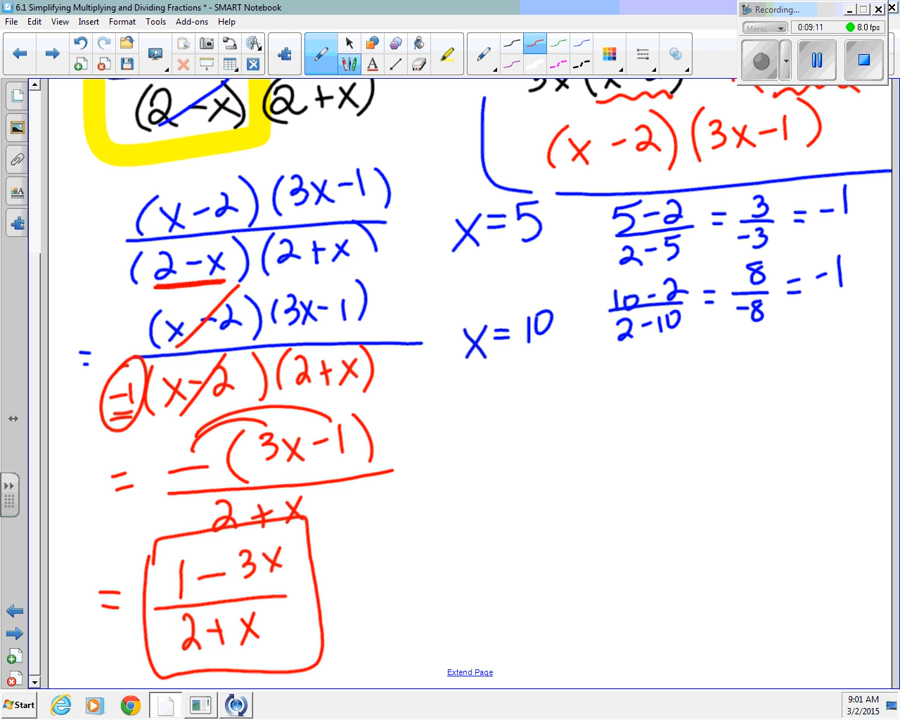 6.1 Simplifying Multiplying and Dividing Fractions * - SMART Notebook
Recording...
File Edit View Insert Format Tools Add-ons Help
Menu
00:09:11
8.0 fps
(2 - x) (2 + x)
(x - 2) (3x - 1)
(x - 2) (3x - 1)
(2 - x) (2 + x)
= (x - 2) (3x - 1)
-1 (x - 2) (2 + x)
= - (3x - 1)
2 + x
= 1 - 3x
2 + x
x = 5
5 - 2 = 3 = -1
2 - 5 -3
x = 10
10 - 2 = 8 = -1
2 - 10 -8
Extend Page
Start
9:01 AM
3/2/2015